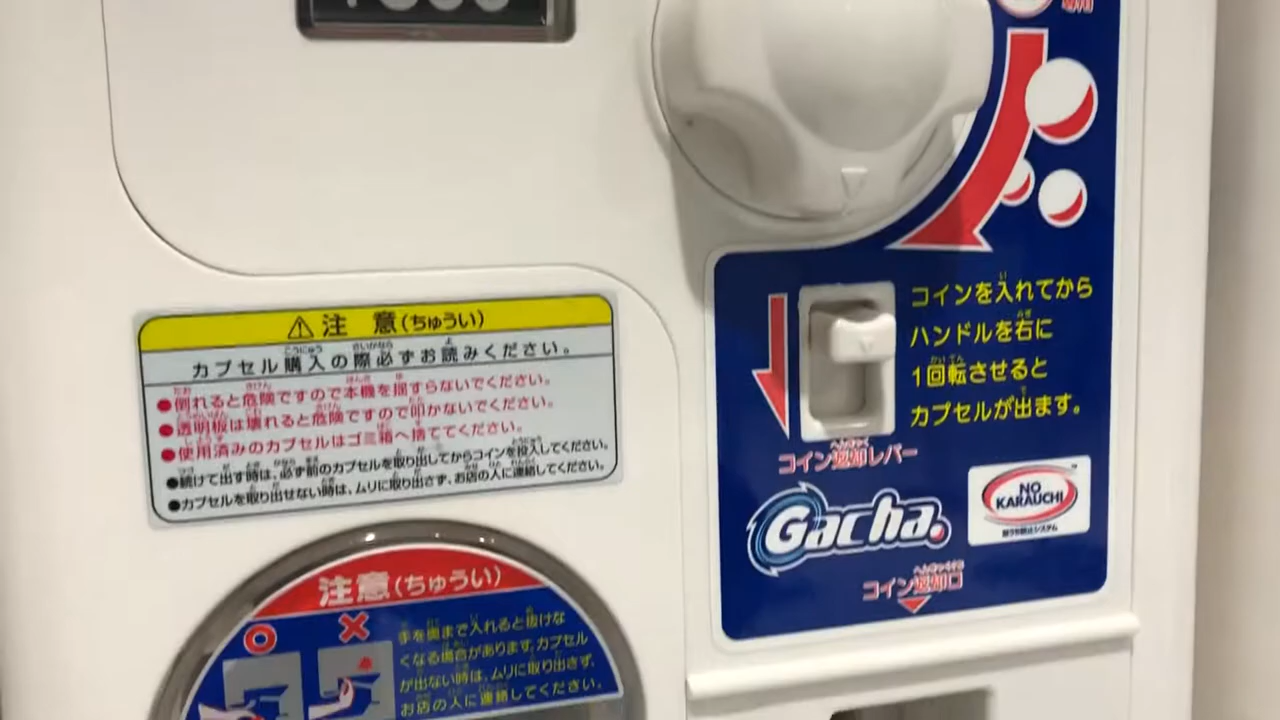 ⚠注 意(ちゅうい)
カプセル購入の際必ずお読みください。
●倒れると危険ですので本機を揺すらないでください。
●透明板は壊れると危険ですので叩かないでください。
●使用済みのカプセルはゴミ箱へ捨ててください。
●続けて出す時は、必ず前のカプセルを取り出してからコインを投入してください。
●カプセルを取り出せない時は、ムリに取り出さず、お店の人に連絡してください。
注意(ちゅうい)
手を奥まで入れると抜けな
くなる場合があります。カプセル
が出ない時は、ムリに取り出さず、
お店の人に連絡してください。
専用
コインを入れてから
ハンドルを右に
1回転させると
カプセルが出ます。
コイン返却レバー
Gacha.
NO
KARAUCHI
™
コイン返却口